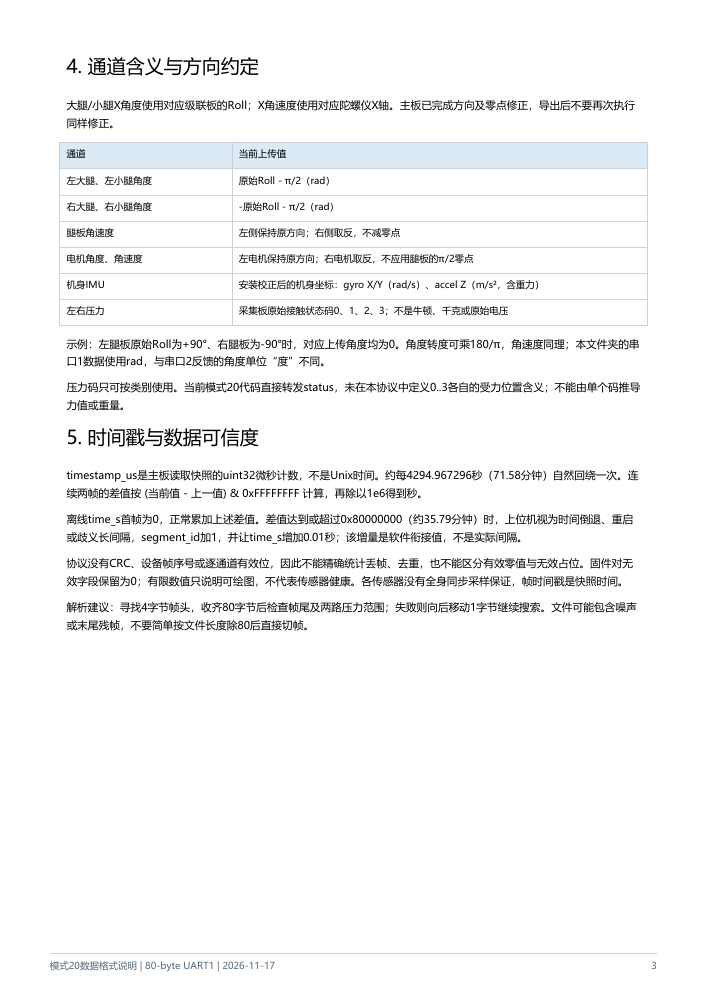 4. 通道含义与方向约定
大腿/小腿X角度使用对应级联板的Roll；X角速度使用对应陀螺仪X轴。主板已完成方向及零点修正，导出后不要再次执行
同样修正。
通道 当前上传值
左大腿、左小腿角度 原始Roll - π/2（rad）
右大腿、右小腿角度 -原始Roll - π/2（rad）
腿板角速度 左侧保持原方向；右侧取反，不减零点
电机角度、角速度 左电机保持原方向；右电机取反，不应用腿板的π/2零点
机身IMU 安装校正后的机身坐标：gyro X/Y（rad/s）、accel Z（m/s²，含重力）
左右压力 采集板原始接触状态码0、1、2、3；不是牛顿、千克或原始电压
示例：左腿板原始Roll为+90°、右腿板为-90°时，对应上传角度均为0。角度转度可乘180/π，角速度同理；本文件夹的串
口1数据使用rad，与串口2反馈的角度单位“度”不同。
压力码只可按类别使用。当前模式20代码直接转发status，未在本协议中定义0..3各自的受力位置含义；不能由单个码推导
力值或重量。
5. 时间戳与数据可信度
timestamp_us是主板读取快照的uint32微秒计数，不是Unix时间。约每4294.967296秒（71.58分钟）自然回绕一次。连
续两帧的差值按 (当前值 - 上一值) & 0xFFFFFFFF 计算，再除以1e6得到秒。
离线time_s首帧为0，正常累加上述差值。差值达到或超过0x80000000（约35.79分钟）时，上位机视为时间倒退、重启
或歧义长间隔，segment_id加1，并让time_s增加0.01秒；该增量是软件衔接值，不是实际间隔。
协议没有CRC、设备帧序号或逐通道有效位，因此不能精确统计丢帧、去重，也不能区分有效零值与无效占位。固件对无
效字段保留为0；有限数值只说明可绘图，不代表传感器健康。各传感器没有全身同步采样保证，帧时间戳是快照时间。
解析建议：寻找4字节帧头，收齐80字节后检查帧尾及两路压力范围；失败则向后移动1字节继续搜索。文件可能包含噪声
或末尾残帧，不要简单按文件长度除80后直接切帧。
模式20数据格式说明 | 80-byte UART1 | 2026-11-17 3